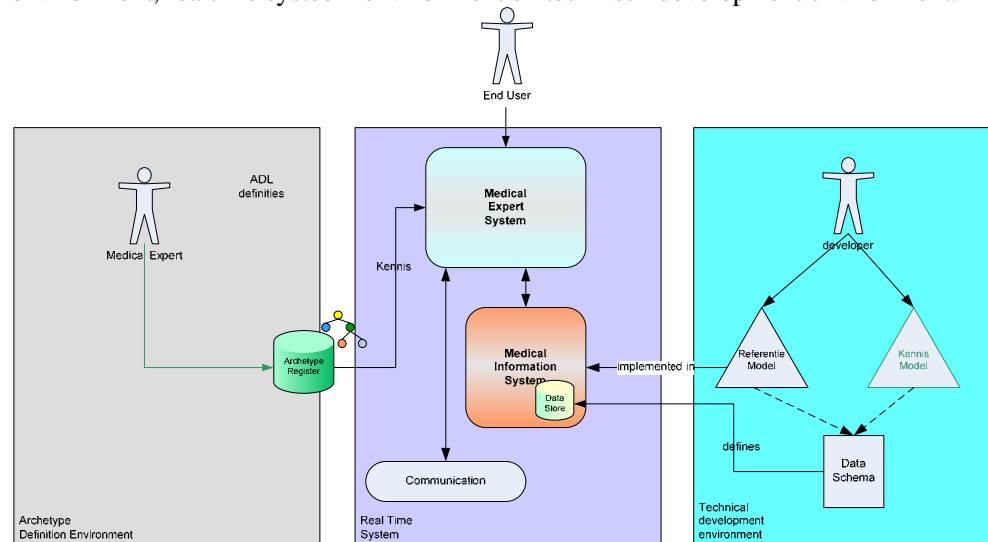 End User
ADL
definities
Medical Expert
Medical
Expert
System
developer
Kennis
Archetype
Register
Medical
Information
System
Data
Store
implemented in
Referentie
Model
Kennis
Model
defines
Data
Schema
Communication
Archetype
Definition Environment
Real Time
System
Technical
development
environment